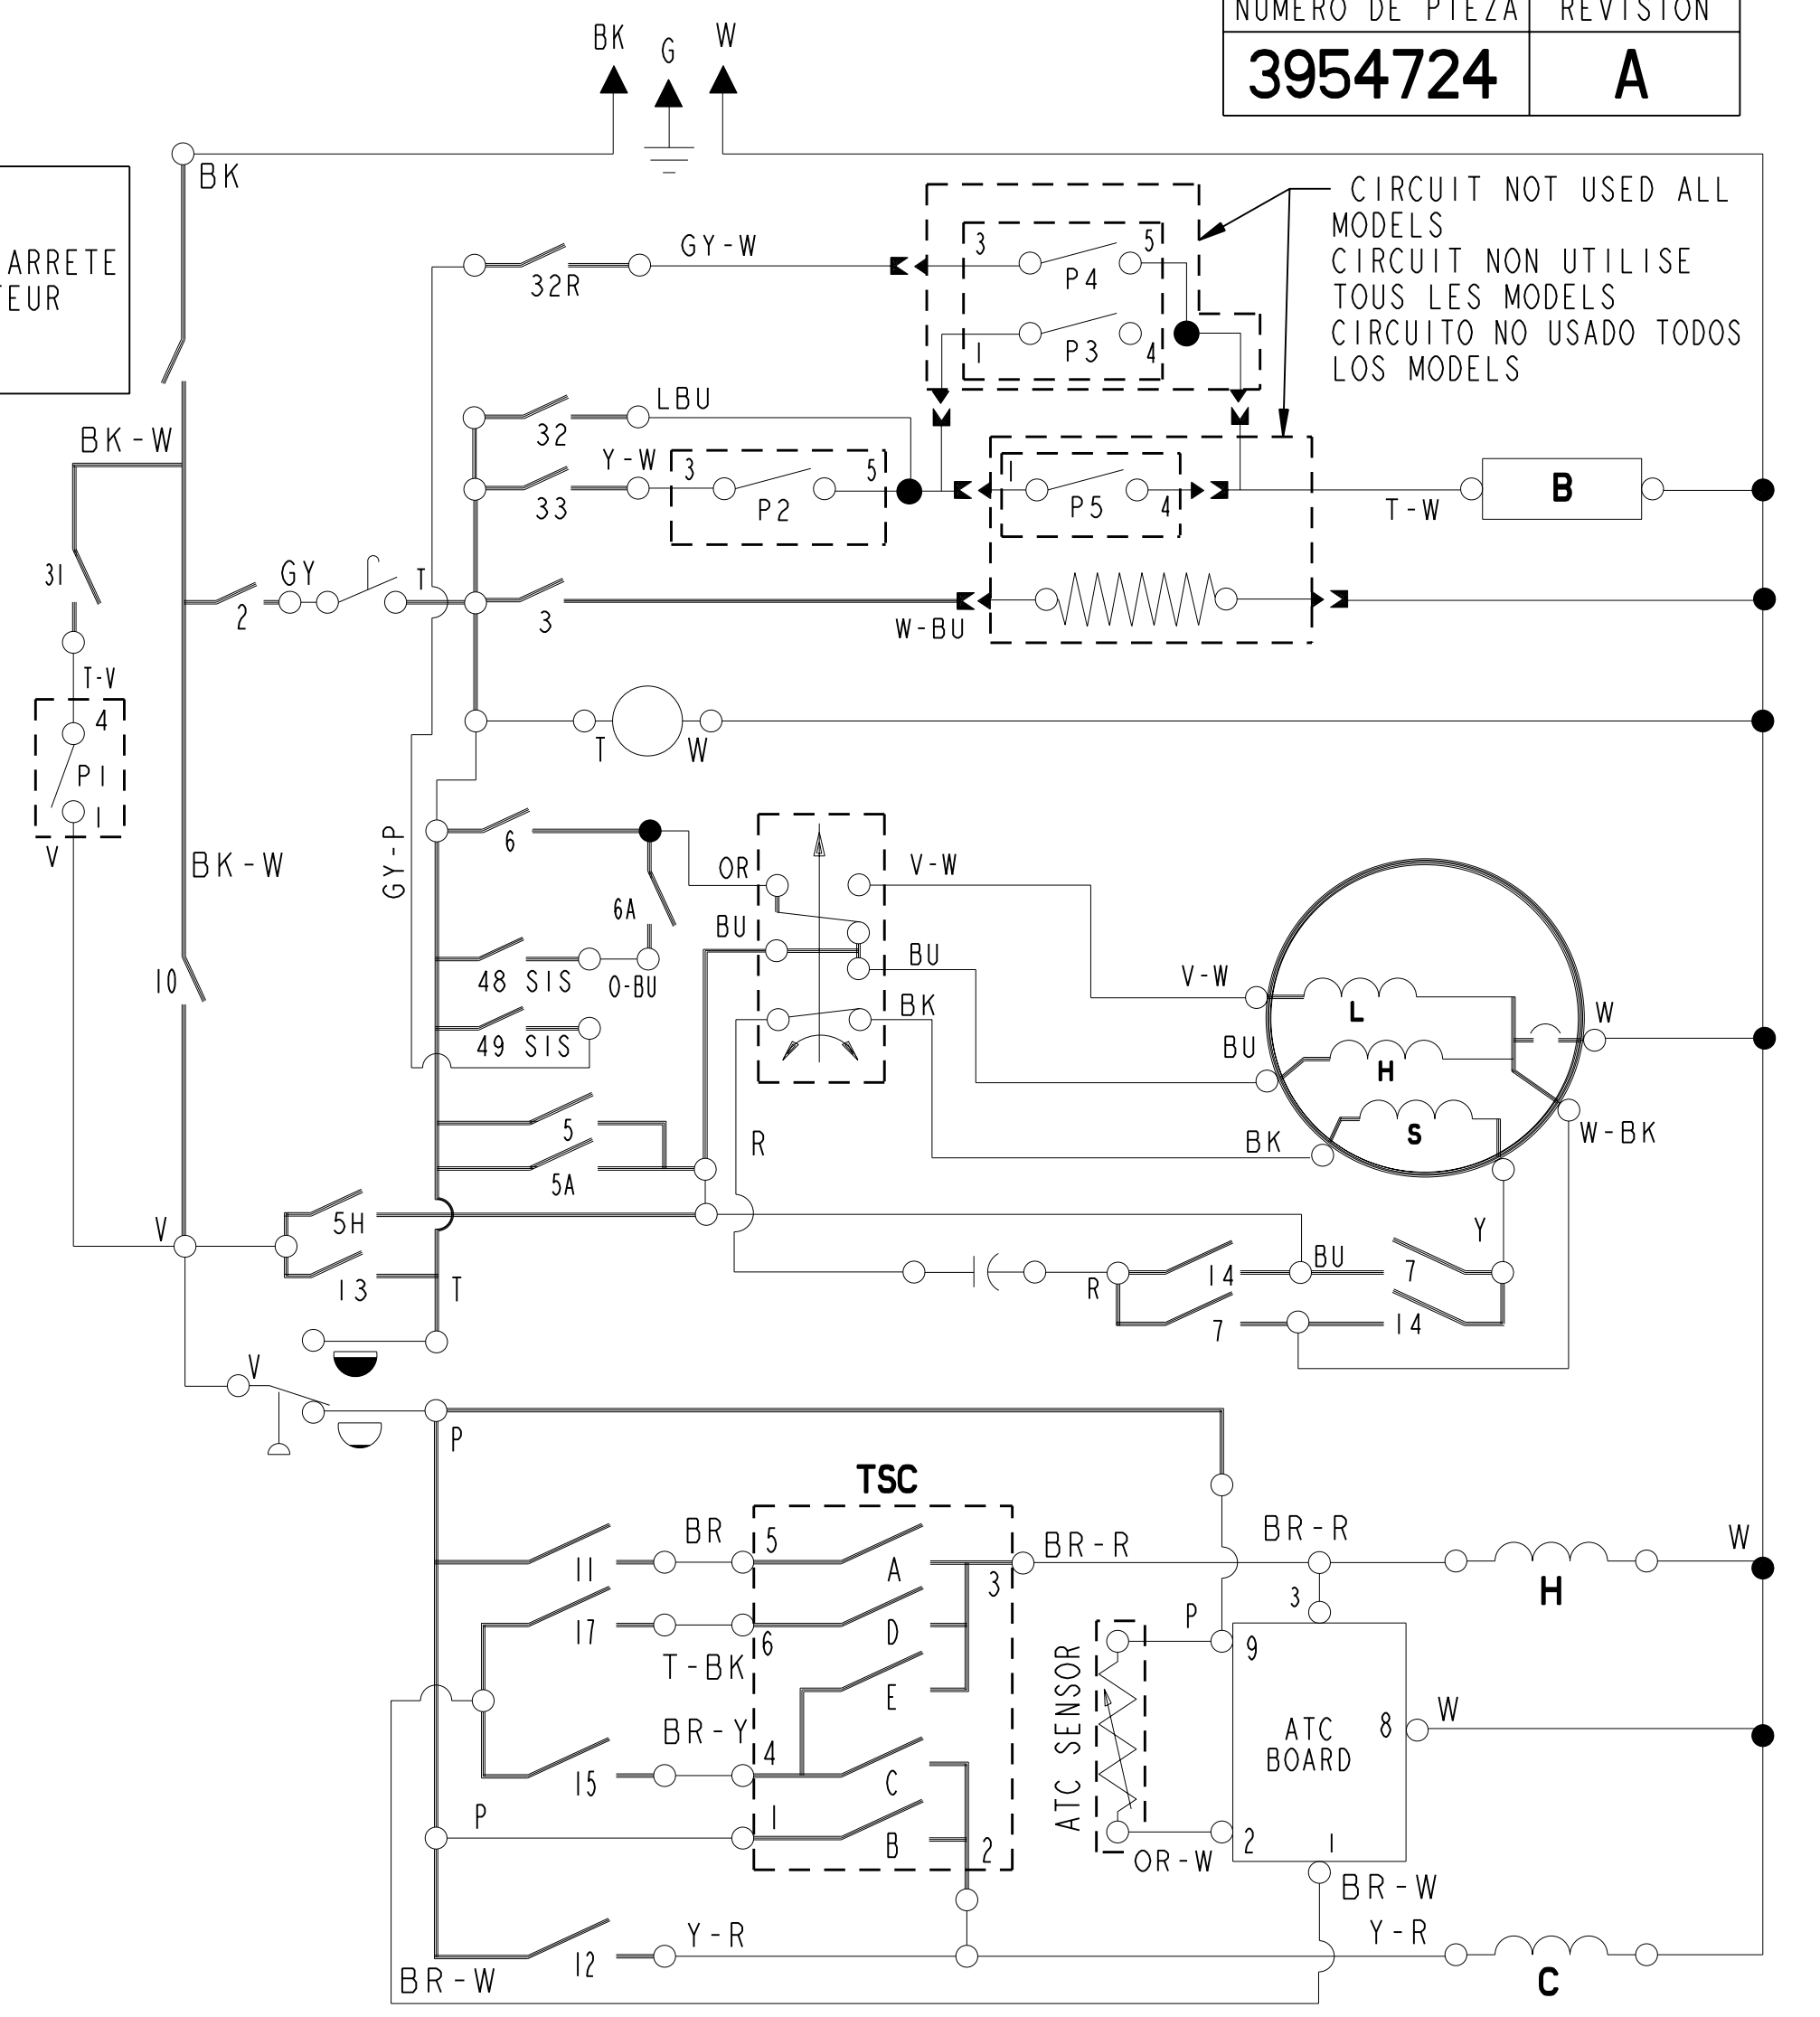 NUMERO DE PIEZA REVISION
3954724 A
BK G W
BK
ARRETE
TEUR
CIRCUIT NOT USED ALL
MODELS
CIRCUIT NON UTILISE
TOUS LES MODELS
CIRCUITO NO USADO TODOS
LOS MODELS
32R GY-W 3 P4 5
1 P3 4
BK-W
32 LBU
33 Y-W 3 P2 5
1 P5 4
T-W B
31
2 GY T
3 W-BU
T-V
4
P1
1
V
T W
BK-W
GY-P
6
6A
OR V-W
BU BU
10
48 SIS O-BU
49 SIS
BK
V-W L
W
BU H
BK S
W-BK
5
5A
R
V
5H
13
T
Y
R 14 BU 7
7 14
V
P
TSC
11 BR 5 A 3 BR-R BR-R H W
17 T-BK 6 D
E
3
P 9
ATC SENSOR
ATC
BOARD
8 W
15 BR-Y 4 C
P 1 B 2
OR-W 2 1
BR-W
12 Y-R Y-R C
BR-W